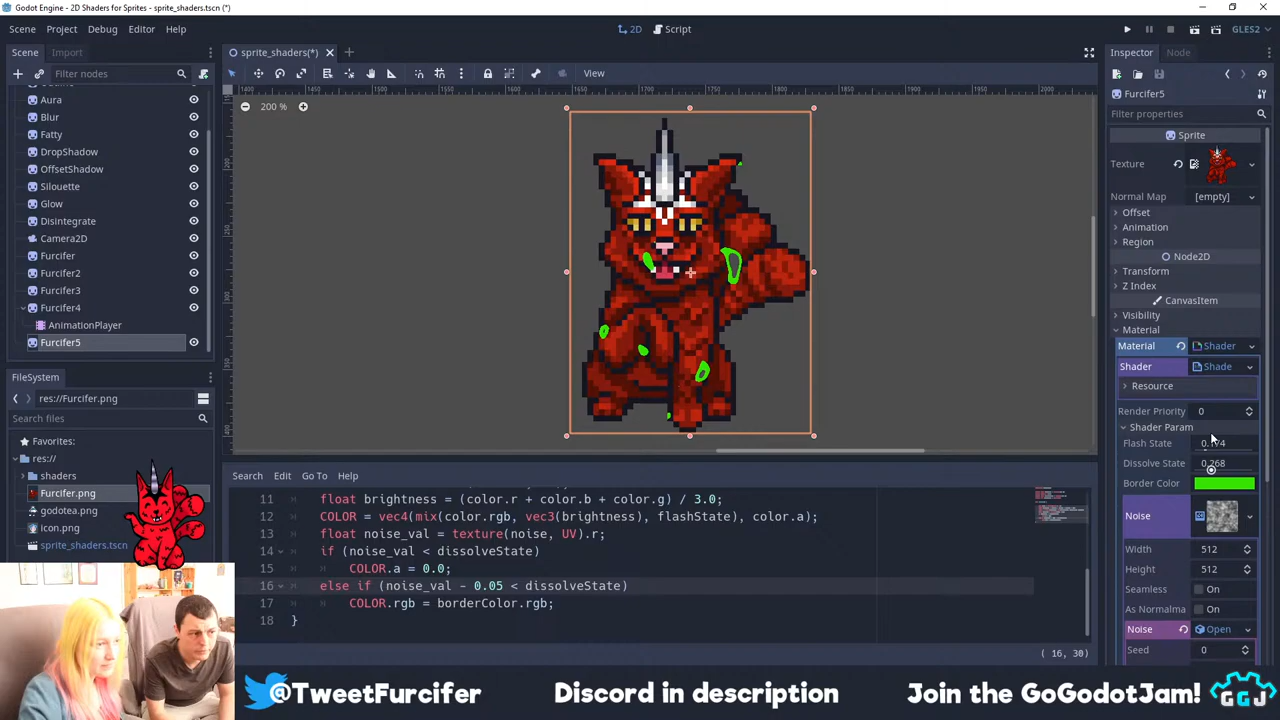 Godot Engine - 2D Shaders for Sprites - sprite_shaders.tscn (*)
Scene Project Debug Editor Help
2D Script
GLES2
Scene Import
sprite_shaders(*)
Inspector Node
Filter nodes
View
Aura
Blur
Fatty
DropShadow
OffsetShadow
Silouette
Glow
Disintegrate
Camera2D
Furcifer
Furcifer2
Furcifer3
Furcifer4
AnimationPlayer
Furcifer5
200 %
FileSystem
res://Furcifer.png
Search files
Favorites:
res://
shaders
Furcifer.png
godotea.png
icon.png
sprite_shaders.tscn
Search Edit Go To Help
11 float brightness = (color.r + color.b + color.g) / 3.0;
12 COLOR = vec4(mix(color.rgb, vec3(brightness), flashState), color.a);
13 float noise_val = texture(noise, UV).r;
14 if (noise_val < dissolveState)
15 COLOR.a = 0.0;
16 else if (noise_val - 0.05 < dissolveState)
17 COLOR.rgb = borderColor.rgb;
18 }
( 16, 30)
Furcifer5
Filter properties
Sprite
Texture
Normal Map [empty]
Offset
Animation
Region
Node2D
Transform
Z Index
CanvasItem
Visibility
Material
Material Shader
Shader Shade
Resource
Render Priority 0
Shader Param
Flash State
Dissolve State 0.268
Border Color
Noise
Width 512
Height 512
Seamless On
As Normalma On
Noise Open
Seed 0
@TweetFurcifer
Discord in description
Join the GoGodotJam!
GGJ